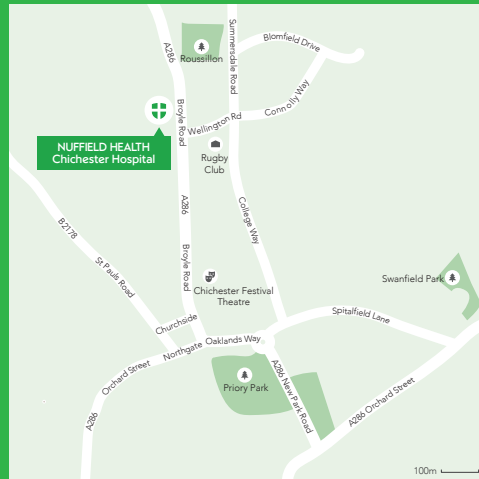 Blomfield Drive
A286
Summersdale Road
Roussillon
Connolly Way
Broyle Road
Wellington Rd
NUFFIELD HEALTH
Chichester Hospital
Rugby
Club
A286
College Way
B2178
St Pauls Road
Broyle Road
Swanfield Park
Chichester Festival
Theatre
Churchside
Spitalfield Lane
Northgate
Oaklands Way
Orchard Street
Priory Park
A286 New Park Road
A286 Orchard Street
A286
100m